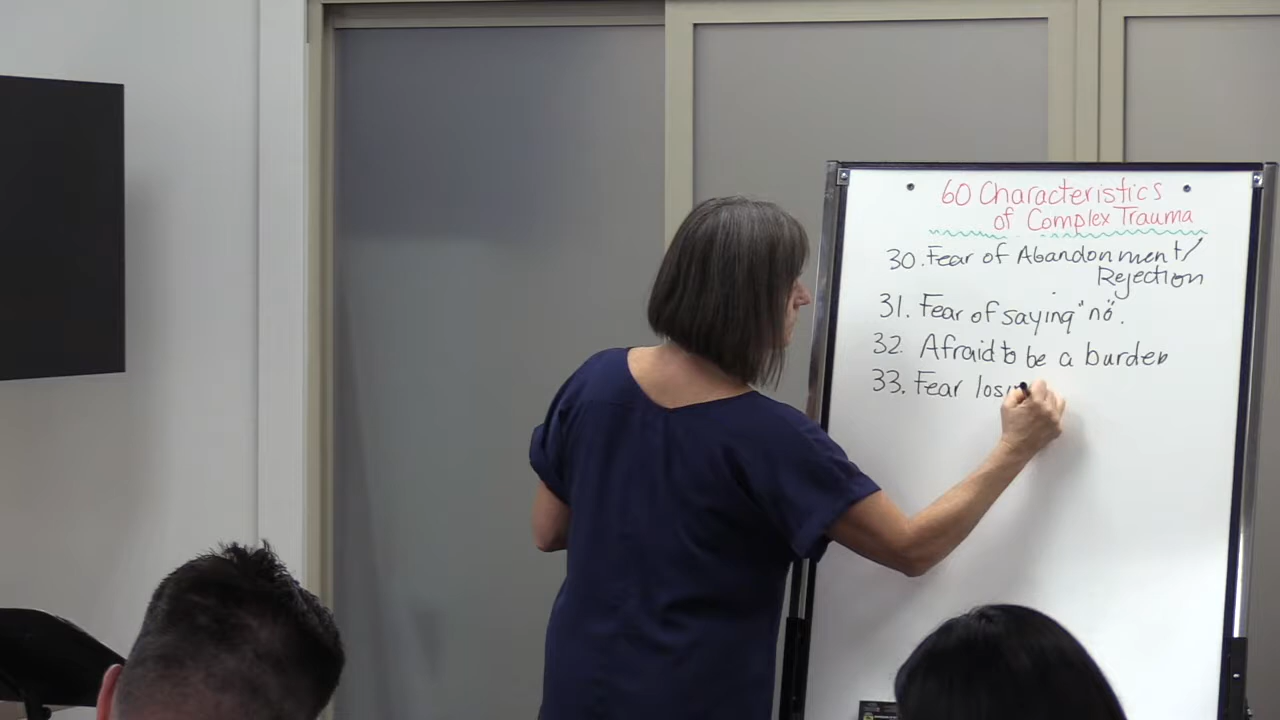 60 Characteristics
of Complex Trauma
30. Fear of Abandonment/
Rejection
31. Fear of saying "no".
32. Afraid to be a burden
33. Fear